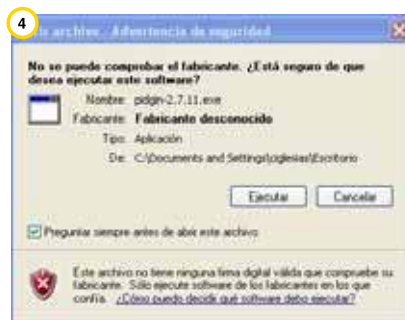 4
Abrir archivo - Advertencia de seguridad
No se puede comprobar el fabricante. ¿Está seguro de que
desea ejecutar este software?
Nombre: pidgin-2.7.11.exe
Fabricante: Fabricante desconocido
Tipo: Aplicación
De: C:\Documents and Settings\ciglesias\Escritorio
Ejecutar
Cancelar
Preguntar siempre antes de abrir este archivo
Este archivo no tiene ninguna firma digital válida que compruebe su
fabricante. Sólo ejecute software de los fabricantes en los que
confía. ¿Cómo puedo decidir qué software debo ejecutar?